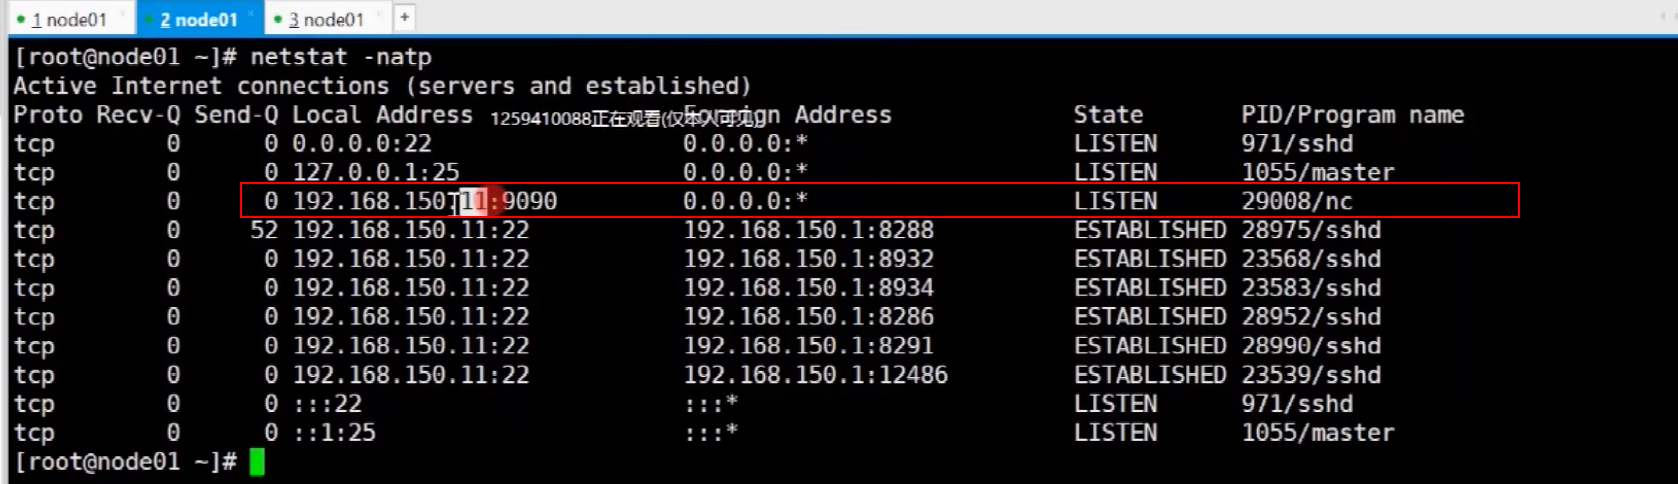 1 node01 2 node01 3 node01 +
[root@node01 ~]# netstat -natp
Active Internet connections (servers and established)
Proto Recv-Q Send-Q Local Address Foreign Address State PID/Program name
1259410088正在观看(仅本人可见)
tcp 0 0 0.0.0.0:22 0.0.0.0:* LISTEN 971/sshd
tcp 0 0 127.0.0.1:25 0.0.0.0:* LISTEN 1055/master
tcp 0 0 192.168.150.11:9090 0.0.0.0:* LISTEN 29008/nc
tcp 0 52 192.168.150.11:22 192.168.150.1:8288 ESTABLISHED 28975/sshd
tcp 0 0 192.168.150.11:22 192.168.150.1:8932 ESTABLISHED 23568/sshd
tcp 0 0 192.168.150.11:22 192.168.150.1:8934 ESTABLISHED 23583/sshd
tcp 0 0 192.168.150.11:22 192.168.150.1:8286 ESTABLISHED 28952/sshd
tcp 0 0 192.168.150.11:22 192.168.150.1:8291 ESTABLISHED 28990/sshd
tcp 0 0 192.168.150.11:22 192.168.150.1:12486 ESTABLISHED 23539/sshd
tcp 0 0 :::22 :::* LISTEN 971/sshd
tcp 0 0 ::1:25 :::* LISTEN 1055/master
[root@node01 ~]#